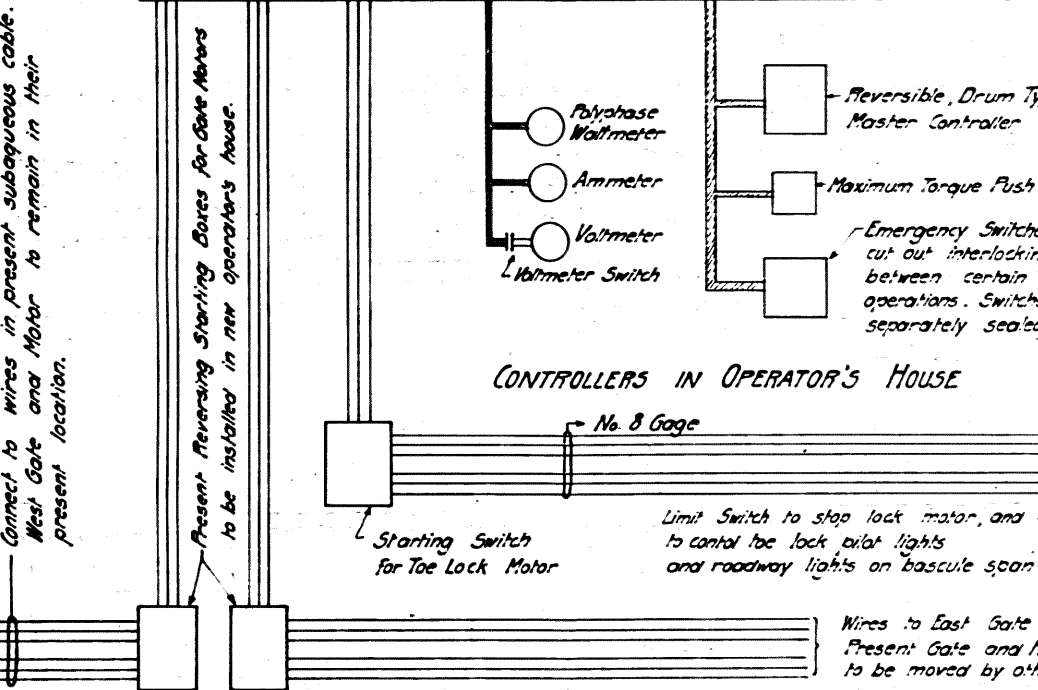 Connect to wires in present subaqueous cable.
West Gate and Motor to remain in their
present location.
Present Reversing Starting Boxes for Gate Motors
to be installed in new operator's house.
Polyphase
Wattmeter
Ammeter
Voltmeter
Voltmeter Switch
Reversible, Drum Ty
Master Controller
Maximum Torque Push
Emergency Switche
cut out interlockin
between certain
operations. Switch
separately sealed
CONTROLLERS IN OPERATOR'S HOUSE
No. 8 Gage
Starting Switch
for Toe Lock Motor
Limit Switch to stop lock motor, and
to contol toe lock pilot lights
and roadway lights on bascule span
Wires to East Gate
Present Gate and
to be moved by oth